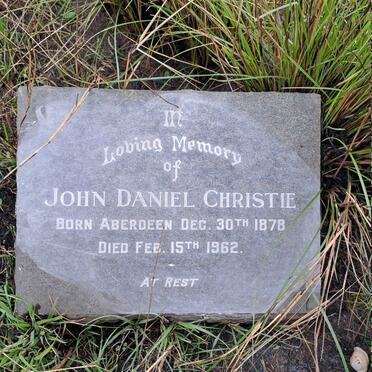 In
Loving Memory
of
JOHN DANIEL CHRISTIE
BORN ABERDEEN DEC. 30TH 1878
DIED FEB. 15TH 1962.
AT REST